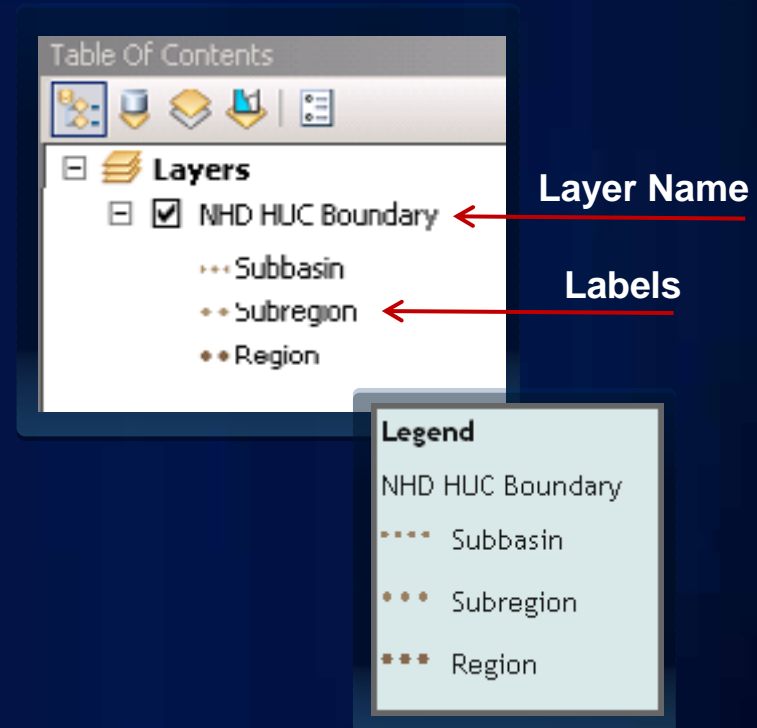 Table Of Contents
Layers
NHD HUC Boundary
Layer Name
Subbasin
Labels
Subregion
Region
Legend
NHD HUC Boundary
Subbasin
Subregion
Region